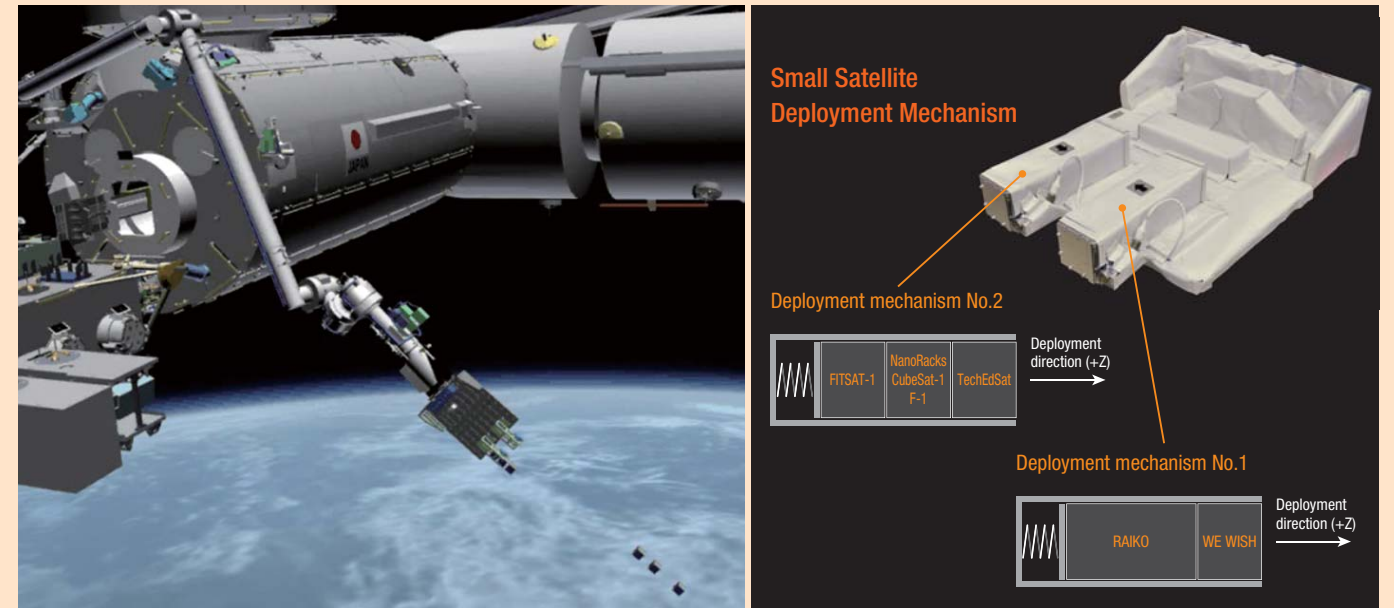 JAPAN
Small Satellite
Deployment Mechanism
Deployment mechanism No.2
FITSAT-1
NanoRacks
CubeSat-1
F-1
TechEdSat
Deployment
direction (+Z)
Deployment mechanism No.1
RAIKO
WE WISH
Deployment
direction (+Z)